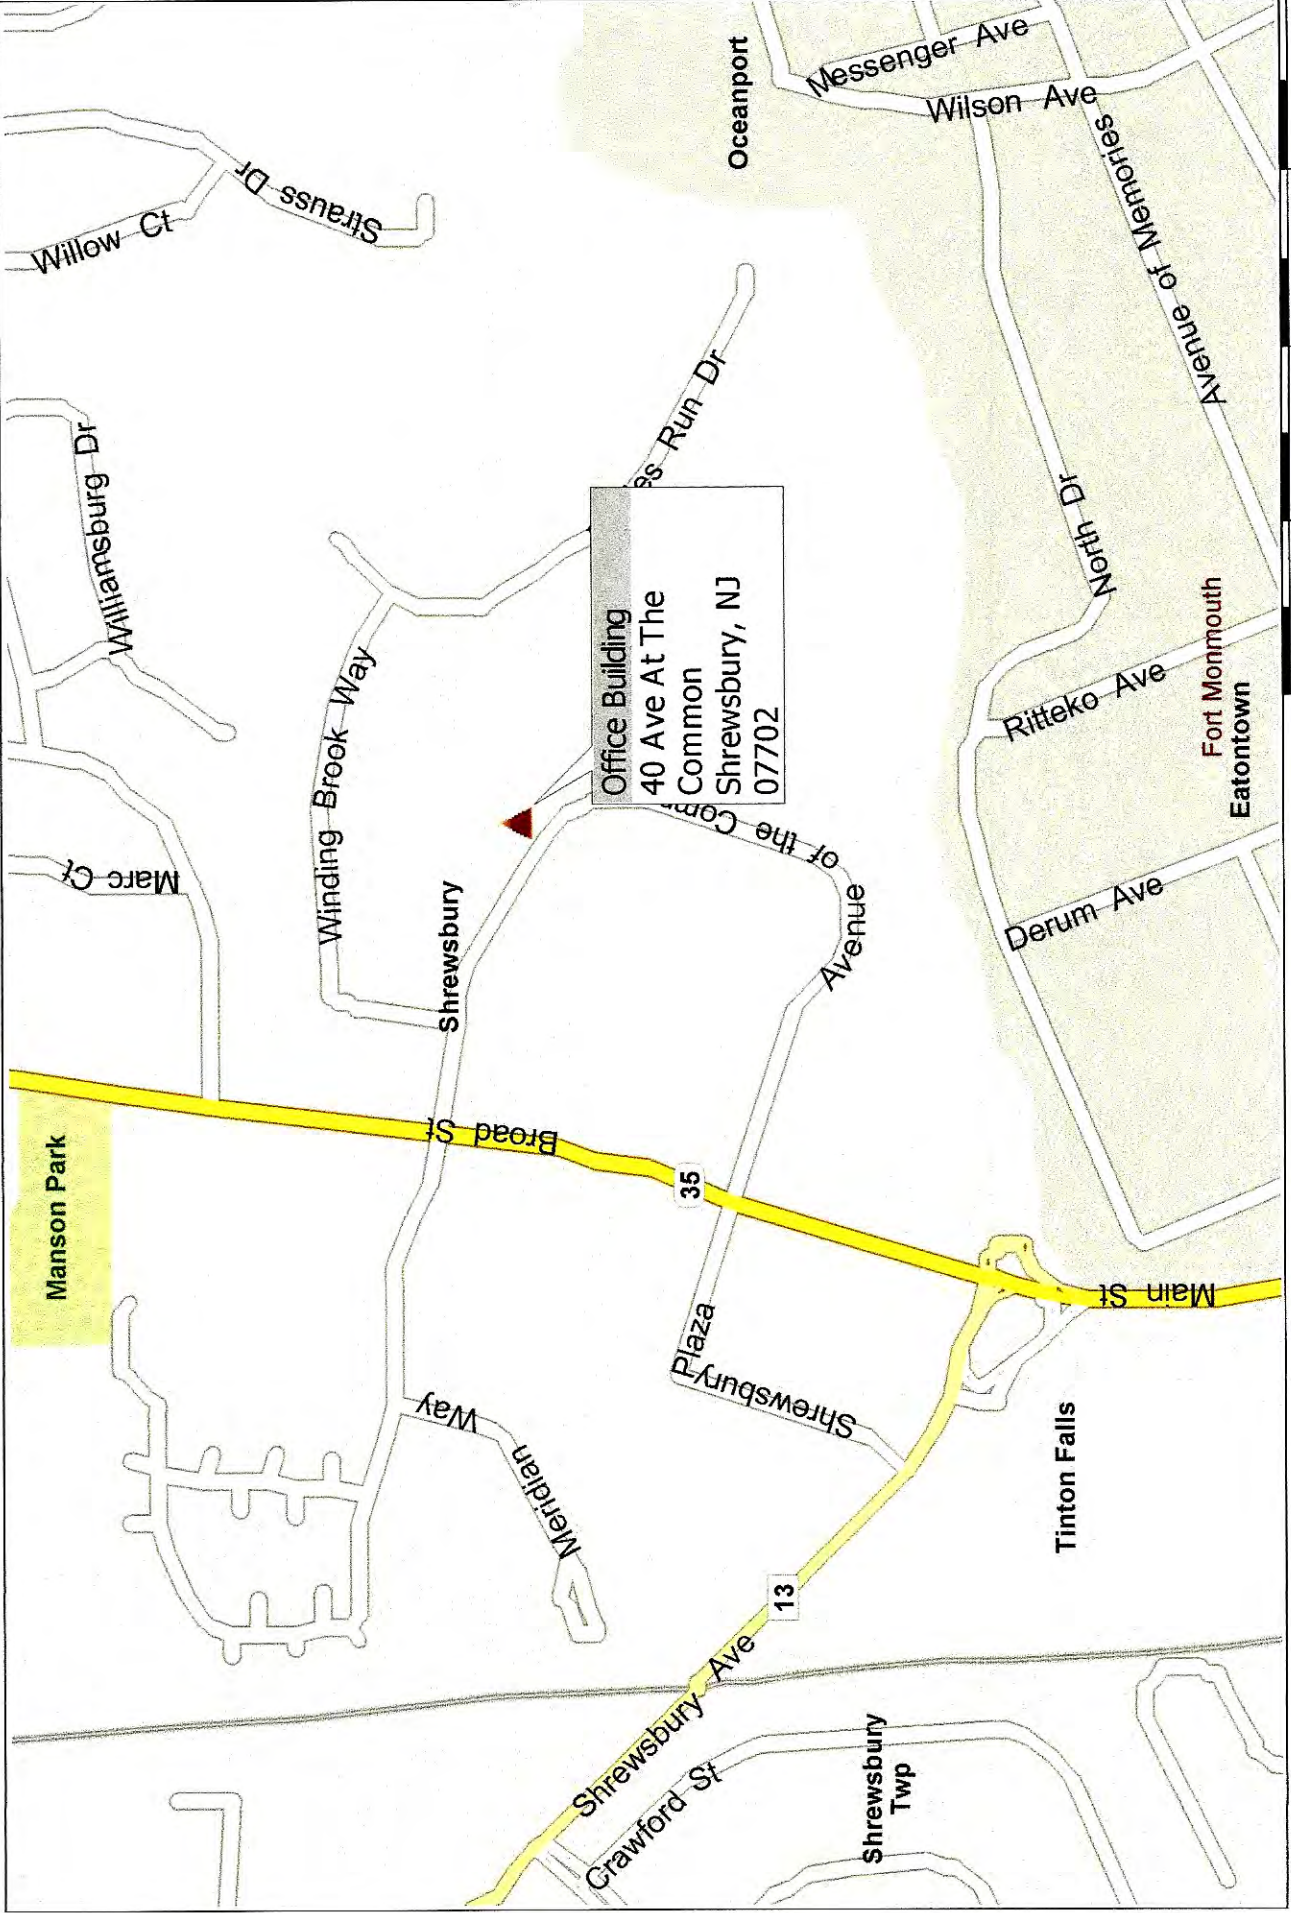 Manson Park
Willow Ct
Marc Ct
Williamsburg Dr
Strauss Dr
Winding Brook Way
Broad St
Shrewsbury
Meridian Way
Office Building
40 Ave At The
Common
Shrewsbury, NJ
07702
Run Dr
Crawford St
Shrewsbury Ave
13
35
Shrewsbury Plaza
Avenue of the
Oceanport
Shrewsbury
Twp
Messenger Ave
Wilson Ave
Tinton Falls
Main St
Derum Ave
Ritteko Ave
North Dr
Avenue of Memories
Fort Monmouth
Eatontown